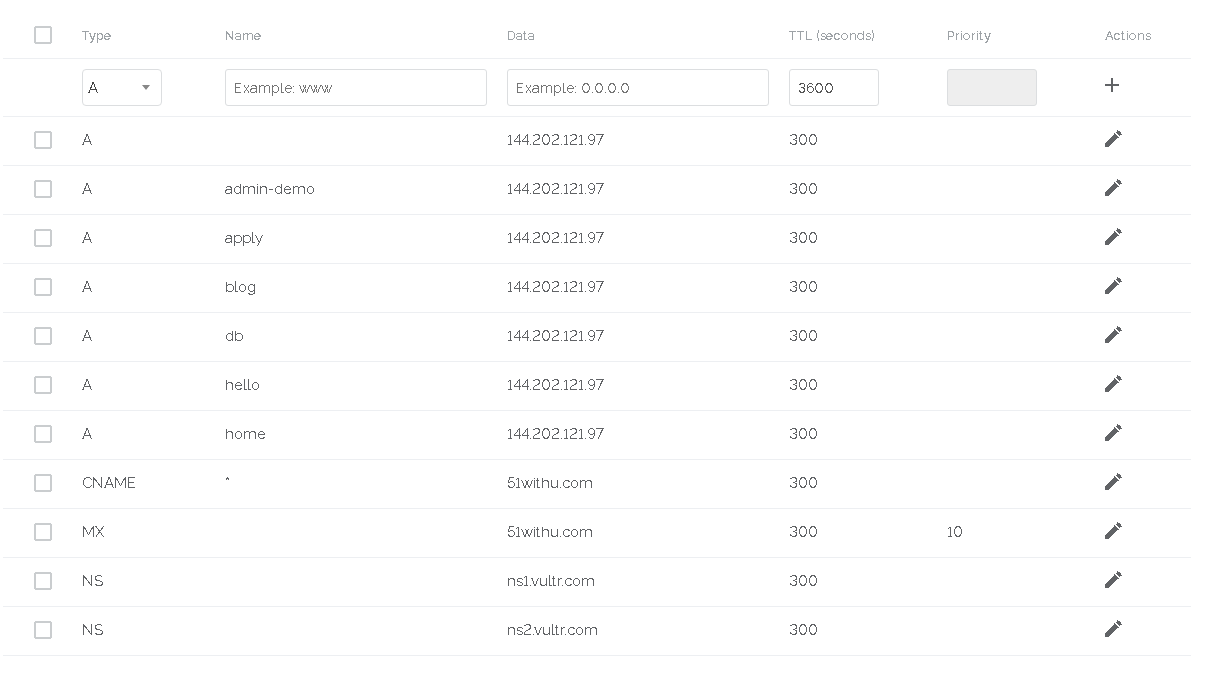 Type Name Data TTL (seconds) Priority Actions
A Example: www Example: 0.0.0.0 3600
A 144.202.121.97 300
A admin-demo 144.202.121.97 300
A apply 144.202.121.97 300
A blog 144.202.121.97 300
A db 144.202.121.97 300
A hello 144.202.121.97 300
A home 144.202.121.97 300
CNAME * 51withu.com 300
MX 51withu.com 300 10
NS ns1.vultr.com 300
NS ns2.vultr.com 300